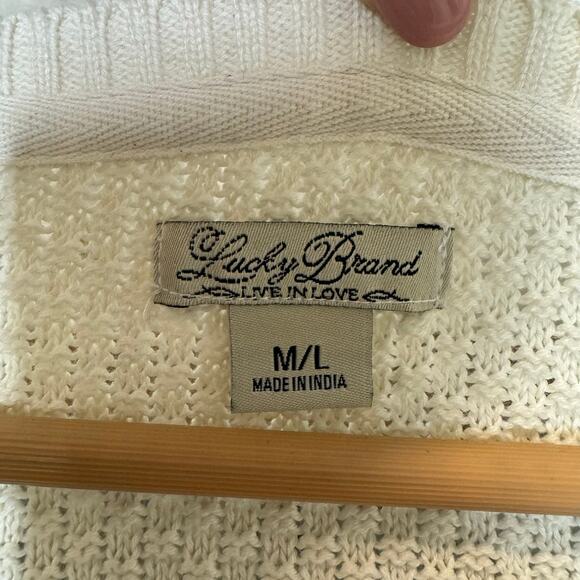 Lucky Brand
LIVE IN LOVE
M/L
MADE IN INDIA